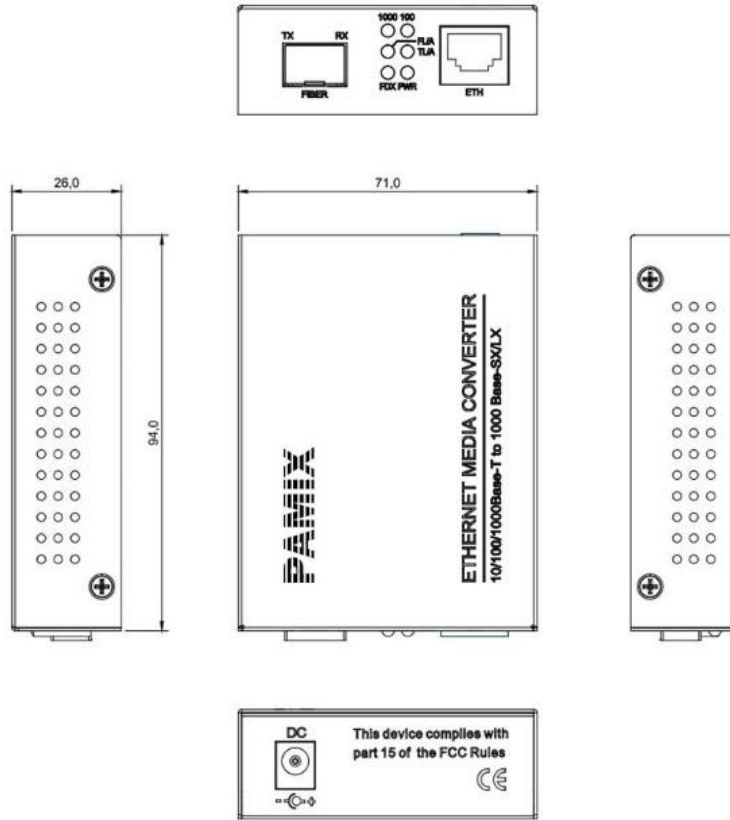 1000 100
TX RX
FL/A
TL/A
FIBER
FDX PWR
ETH
26,0
71,0
94,0
PAMIX
ETHERNET MEDIA CONVERTER
10/100/1000Base-T to 1000 Base-SX/LX
DC
This device complies with
part 15 of the FCC Rules
CE